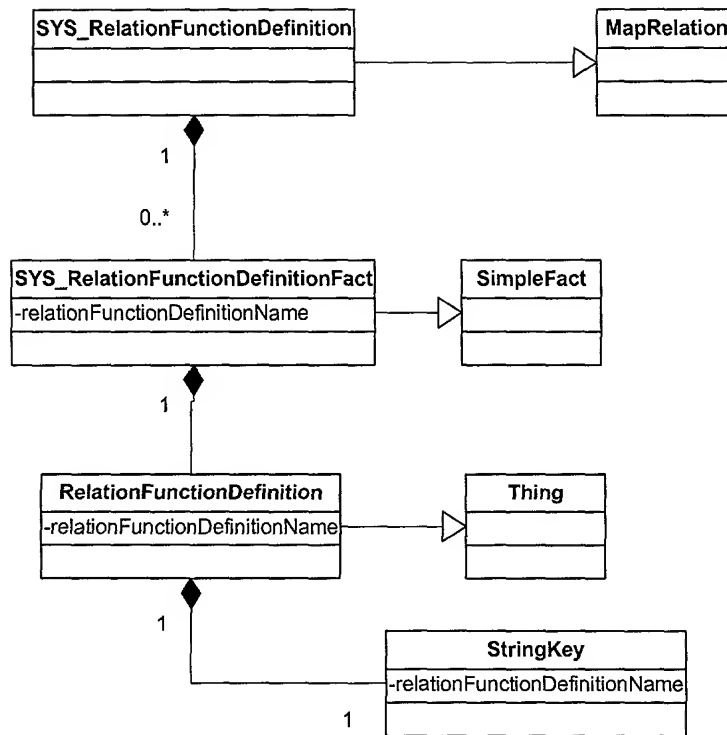 SYS_RelationFunctionDefinition
MapRelation
1
0..*
SYS_RelationFunctionDefinitionFact
-relationFunctionDefinitionName
SimpleFact
1
RelationFunctionDefinition
-relationFunctionDefinitionName
Thing
1
StringKey
-relationFunctionDefinitionName
1